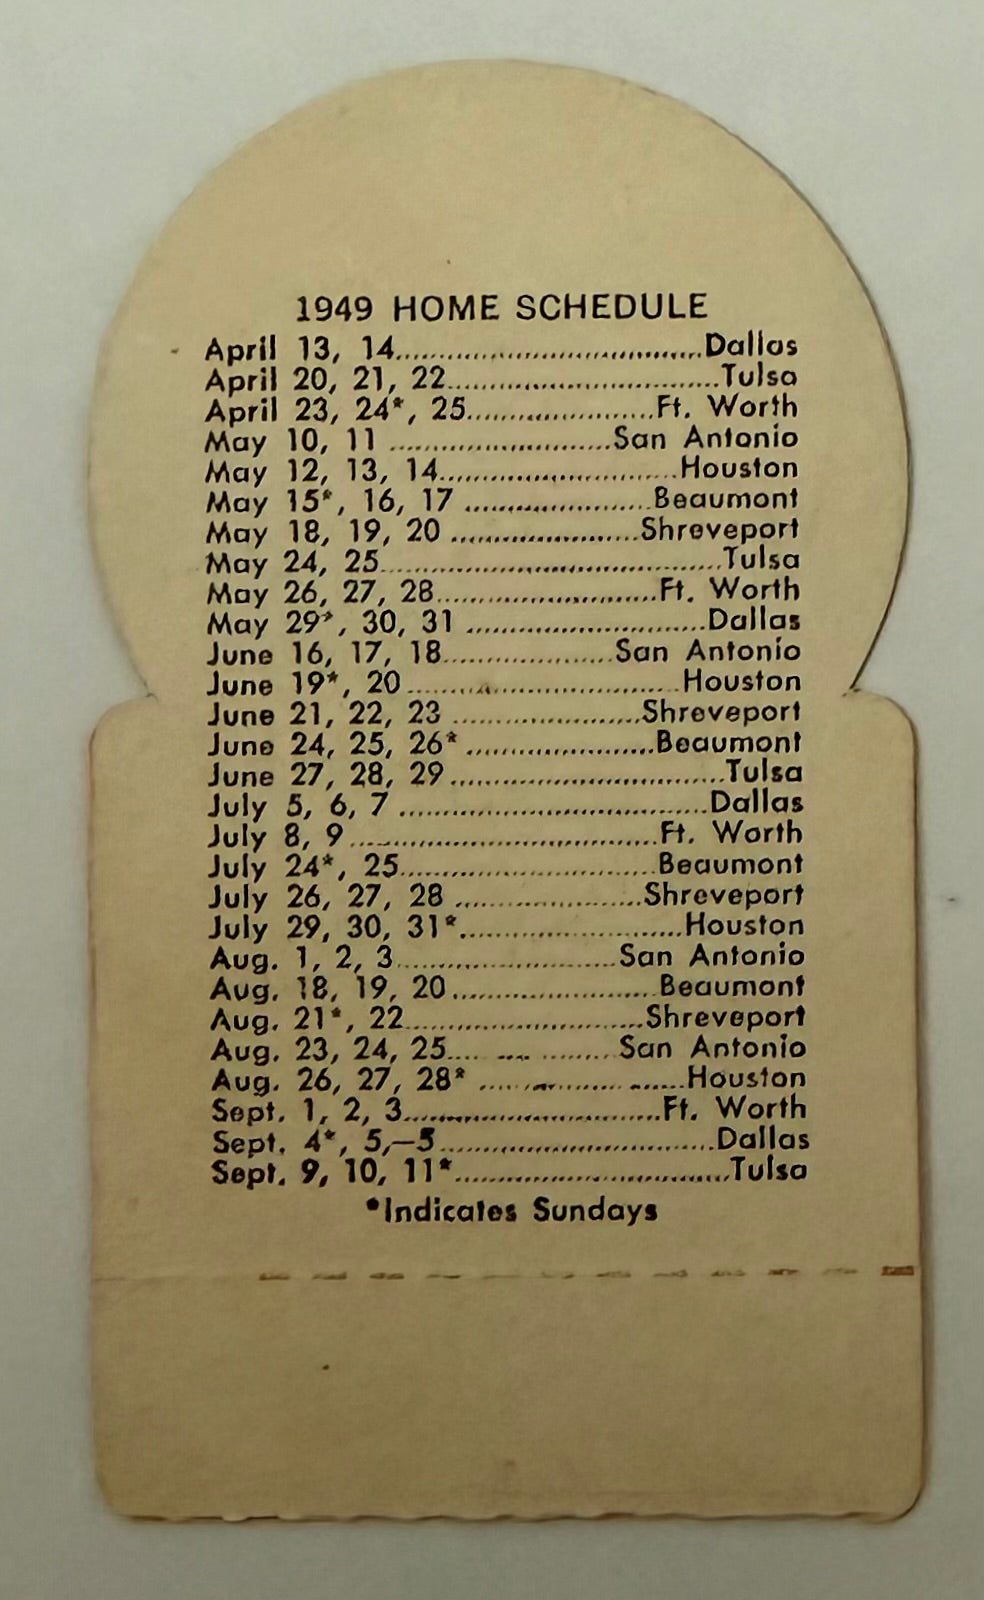 1949 HOME SCHEDULE
April 13, 14..........Dallas
April 20, 21, 22..........Tulsa
April 23, 24*, 25..........Ft. Worth
May 10, 11 ..........San Antonio
May 12, 13, 14..........Houston
May 15*, 16, 17 ..........Beaumont
May 18, 19, 20 ..........Shreveport
May 24, 25..........Tulsa
May 26, 27, 28..........Ft. Worth
May 29*, 30, 31 ..........Dallas
June 16, 17, 18..........San Antonio
June 19*, 20..........Houston
June 21, 22, 23 ..........Shreveport
June 24, 25, 26* ..........Beaumont
June 27, 28, 29..........Tulsa
July 5, 6, 7 ..........Dallas
July 8, 9..........Ft. Worth
July 24*, 25..........Beaumont
July 26, 27, 28 ..........Shreveport
July 29, 30, 31*..........Houston
Aug. 1, 2, 3..........San Antonio
Aug. 18, 19, 20..........Beaumont
Aug. 21*, 22..........Shreveport
Aug. 23, 24, 25..........San Antonio
Aug. 26, 27, 28* ..........Houston
Sept. 1, 2, 3..........Ft. Worth
Sept. 4*, 5,—5..........Dallas
Sept. 9, 10, 11*..........Tulsa
*Indicates Sundays